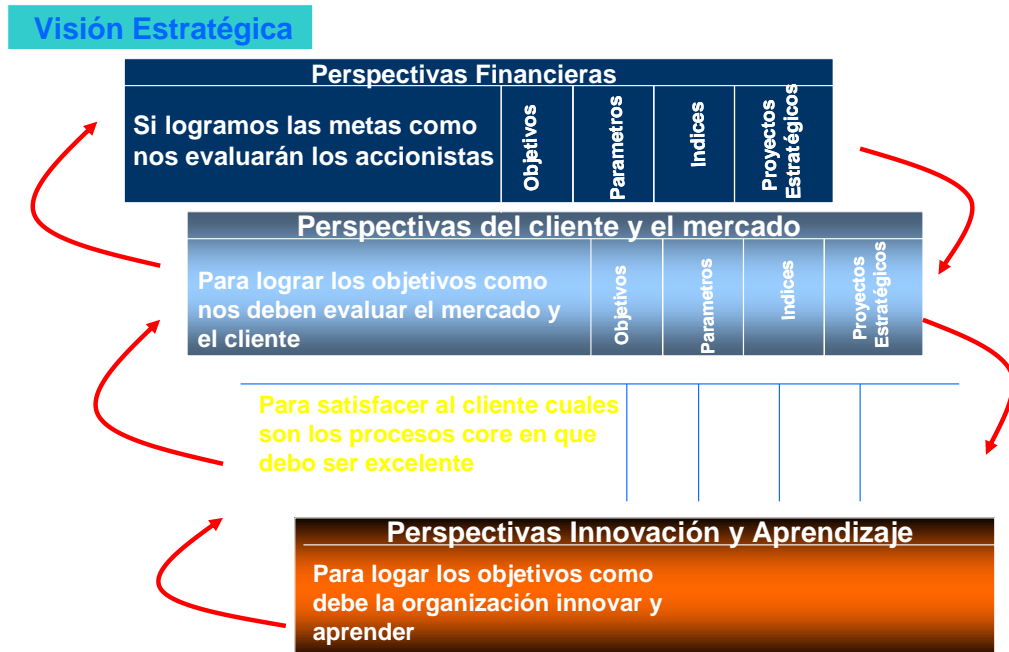 Visión Estratégica
Perspectivas Financieras
Si logramos las metas como
nos evaluarán los accionistas
Objetivos
Parametros
Indices
Proyectos
Estratégicos
Perspectivas del cliente y el mercado
Para lograr los objetivos como
nos deben evaluar el mercado y
el cliente
Objetivos
Parametros
Indices
Proyectos
Estratégicos
Para satisfacer al cliente cuales
son los procesos core en que
debo ser excelente
Perspectivas Innovación y Aprendizaje
Para logar los objetivos como
debe la organización innovar y
aprender